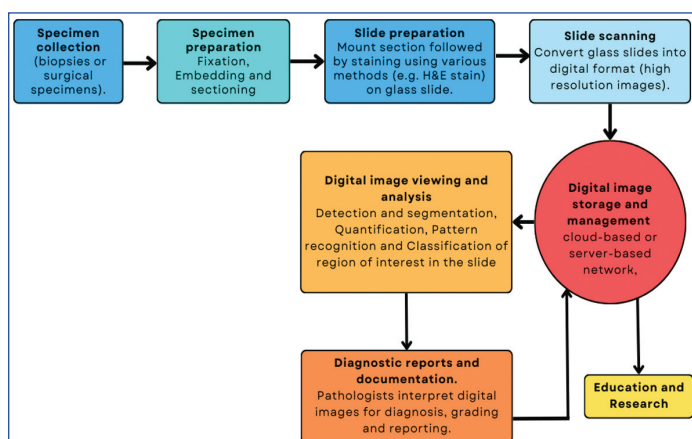 Specimen
collection
(biopsies or
surgical
specimens).
Specimen
preparation
Fixation,
Embedding and
sectioning
Slide preparation
Mount section followed
by staining using various
methods (e.g. H&E stain)
on glass slide.
Slide scanning
Convert glass slides into
digital format (high
resolution images).
Digital image
storage and
management
cloud-based or
server-based
network,
Digital image viewing and
analysis
Detection and segmentation,
Quantification, Pattern
recognition and Classification of
region of interest in the slide
Diagnostic reports and
documentation.
Pathologists interpret digital
images for diagnosis, grading
and reporting.
Education and
Research